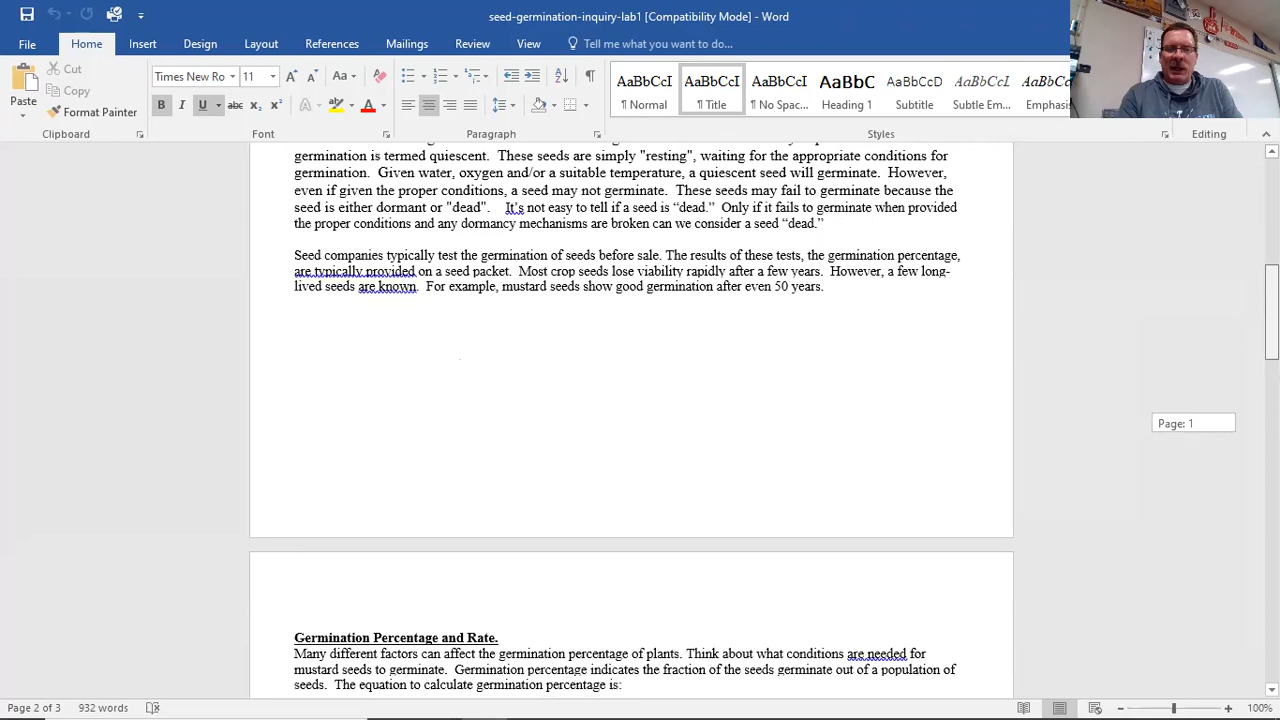 seed-germination-inquiry-lab1 [Compatibility Mode] - Word
File Home Insert Design Layout References Mailings Review View Tell me what you want to do...
Cut
Copy
Format Painter
Paste
Times New Ro 11
Aa
B I U abc X₂ X²
AaBbCcI AaBbCcI AaBbCcI AaBbC AaBbCcD AaBbCcI AaBbCcI
¶ Normal ¶ Title ¶ No Spac... Heading 1 Subtitle Subtle Em... Emphasis
Clipboard Font Paragraph Styles Editing
germination is termed quiescent. These seeds are simply "resting", waiting for the appropriate conditions for
germination. Given water, oxygen and/or a suitable temperature, a quiescent seed will germinate. However,
even if given the proper conditions, a seed may not germinate. These seeds may fail to germinate because the
seed is either dormant or "dead". It's not easy to tell if a seed is “dead.” Only if it fails to germinate when provided
the proper conditions and any dormancy mechanisms are broken can we consider a seed “dead.”
Seed companies typically test the germination of seeds before sale. The results of these tests, the germination percentage,
are typically provided on a seed packet. Most crop seeds lose viability rapidly after a few years. However, a few long-
lived seeds are known. For example, mustard seeds show good germination after even 50 years.
Page: 1
Germination Percentage and Rate.
Many different factors can affect the germination percentage of plants. Think about what conditions are needed for
mustard seeds to germinate. Germination percentage indicates the fraction of the seeds germinate out of a population of
seeds. The equation to calculate germination percentage is:
Page 2 of 3 932 words 100%